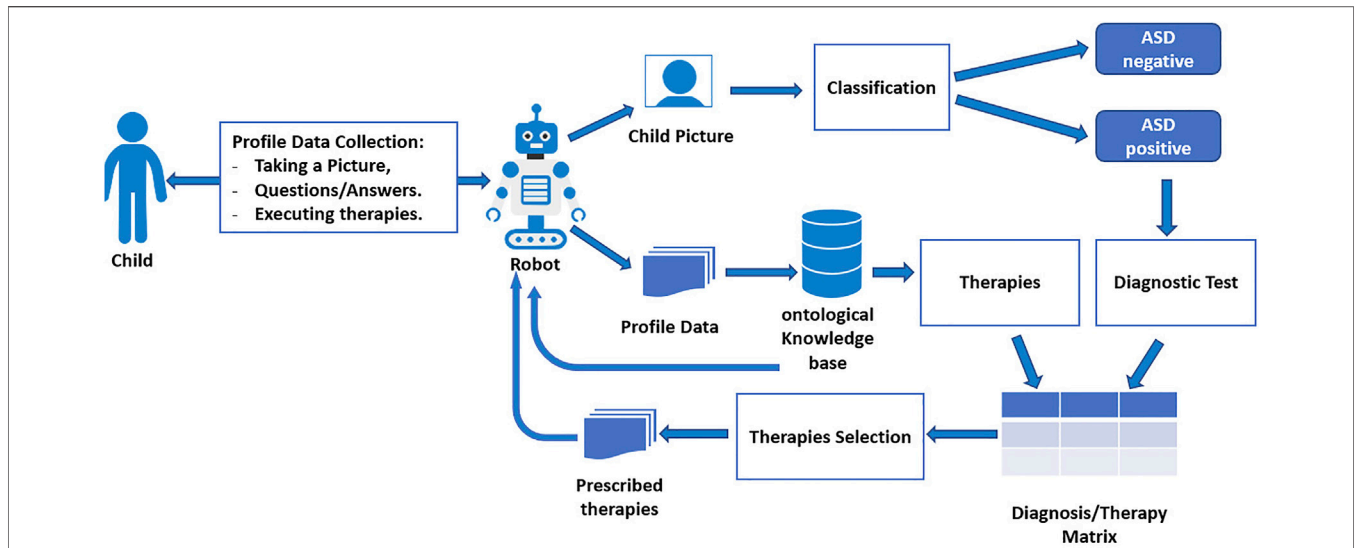 ASD
negative
Classification
Child Picture
ASD
positive
Profile Data Collection:
- Taking a Picture,
- Questions/Answers.
- Executing therapies.
Child
Robot
Profile Data
ontological
Knowledge
base
Therapies
Diagnostic Test
Therapies Selection
Prescribed
therapies
Diagnosis/Therapy
Matrix